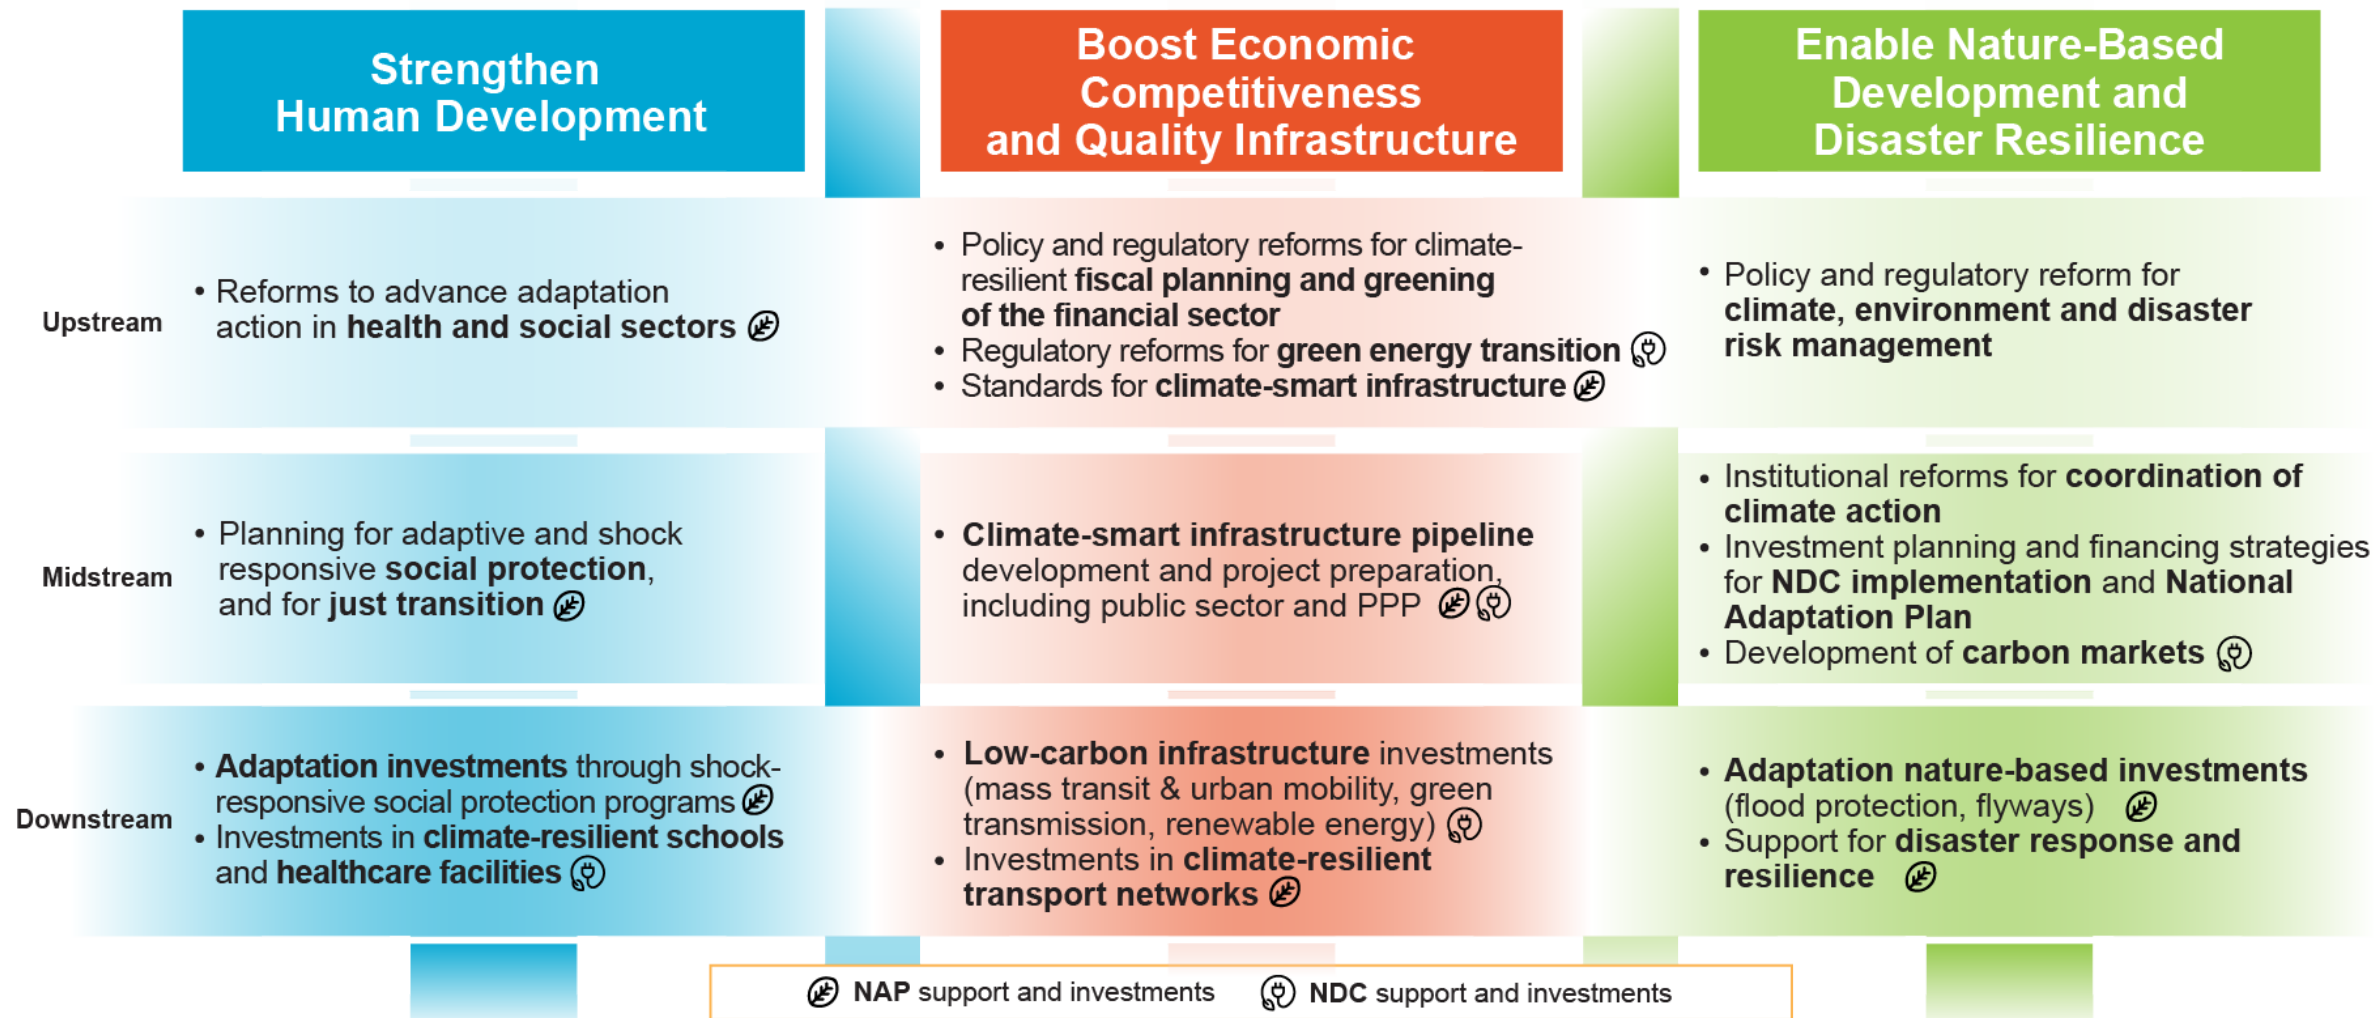 Strengthen
Human Development
Boost Economic
Competitiveness
and Quality Infrastructure
Enable Nature-Based
Development and
Disaster Resilience
Upstream
• Reforms to advance adaptation
action in health and social sectors
• Policy and regulatory reforms for climate-
resilient fiscal planning and greening
of the financial sector
• Regulatory reforms for green energy transition
• Standards for climate-smart infrastructure
• Policy and regulatory reform for
climate, environment and disaster
risk management
Midstream
• Planning for adaptive and shock
responsive social protection,
and for just transition
• Climate-smart infrastructure pipeline
development and project preparation,
including public sector and PPP
• Institutional reforms for coordination of
climate action
• Investment planning and financing strategies
for NDC implementation and National
Adaptation Plan
• Development of carbon markets
Downstream
• Adaptation investments through shock-
responsive social protection programs
• Investments in climate-resilient schools
and healthcare facilities
• Low-carbon infrastructure investments
(mass transit & urban mobility, green
transmission, renewable energy)
• Investments in climate-resilient
transport networks
• Adaptation nature-based investments
(flood protection, flyways)
• Support for disaster response and
resilience
NAP support and investments
NDC support and investments